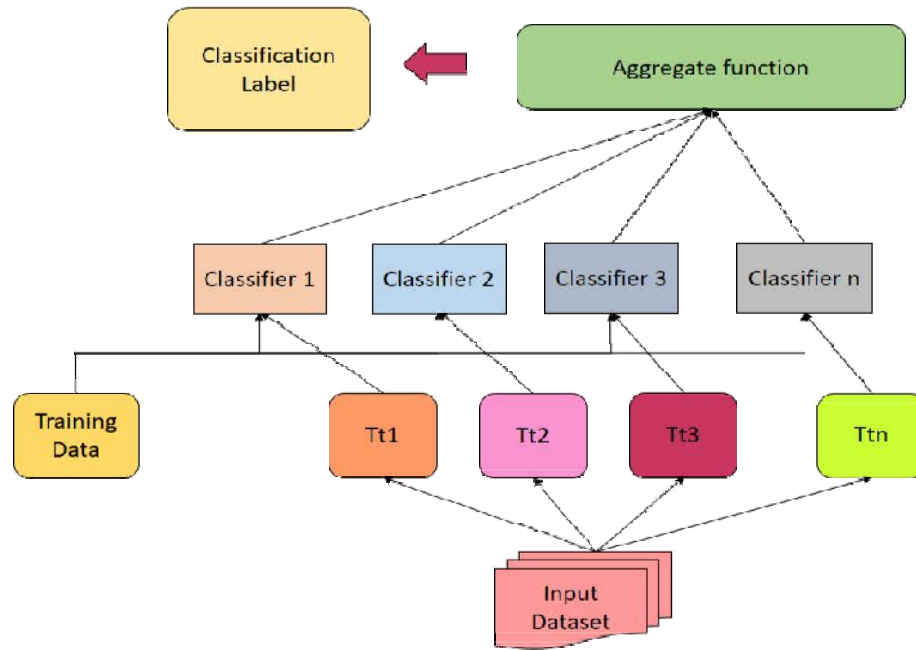 Classification
Label
Aggregate function
Classifier 1
Classifier 2
Classifier 3
Classifier n
Training
Data
Tt1
Tt2
Tt3
Ttn
Input
Dataset